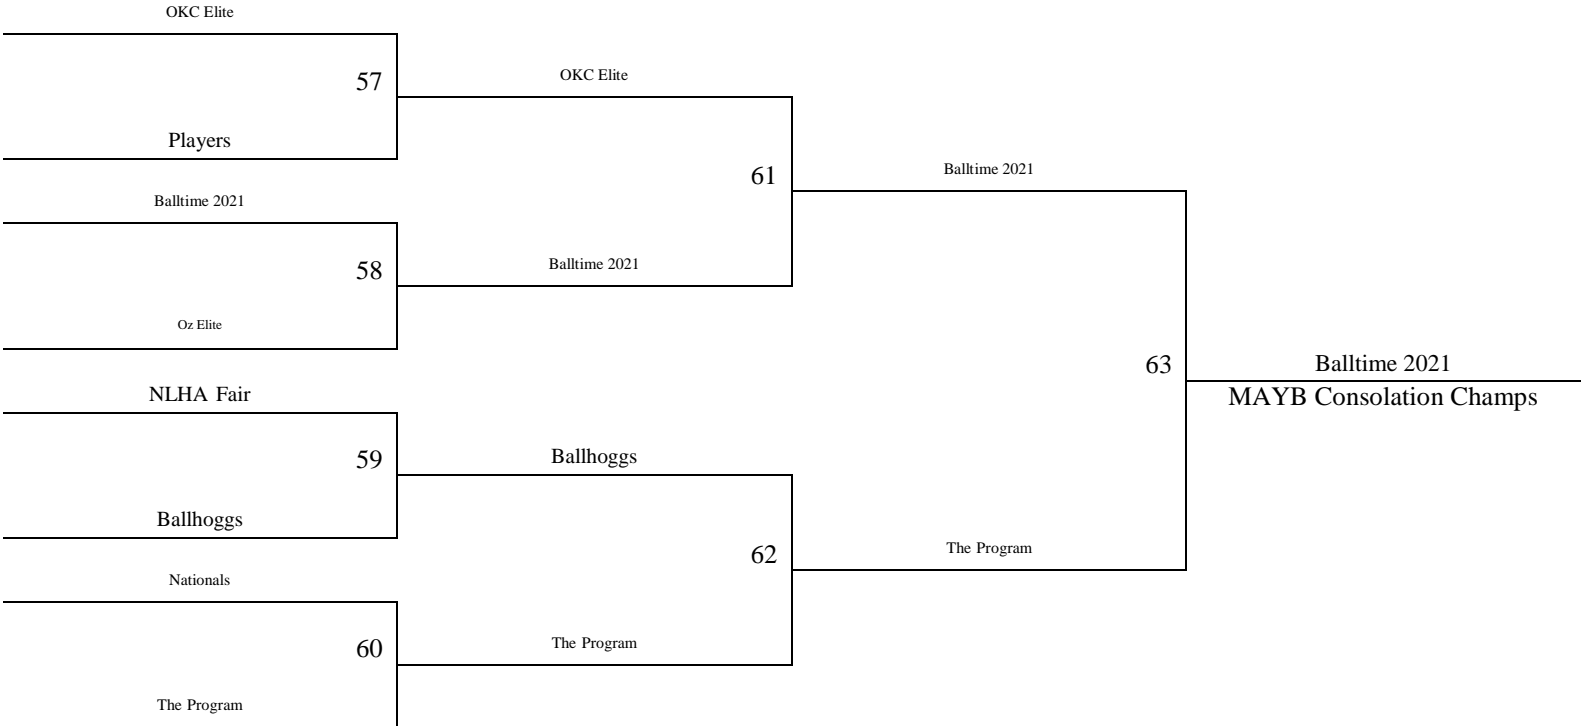 OKC Elite
57
OKC Elite
Players
61
Balltime 2021
Balltime 2021
58
Balltime 2021
Oz Elite
63
Balltime 2021
MAYB Consolation Champs
NLHA Fair
59
Ballhoggs
Ballhoggs
62
The Program
Nationals
60
The Program
The Program